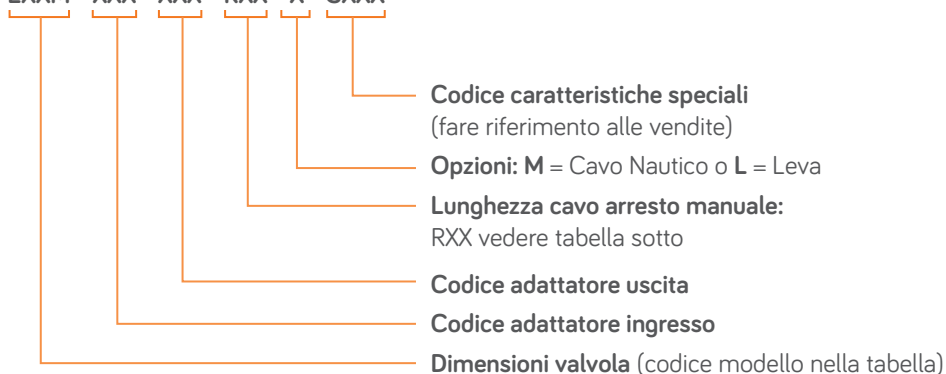 Codice caratteristiche speciali
(fare riferimento alle vendite)
Opzioni: M = Cavo Nautico o L = Leva
Lunghezza cavo arresto manuale:
RXX vedere tabella sotto
Codice adattatore uscita
Codice adattatore ingresso
Dimensioni valvola (codice modello nella tabella)